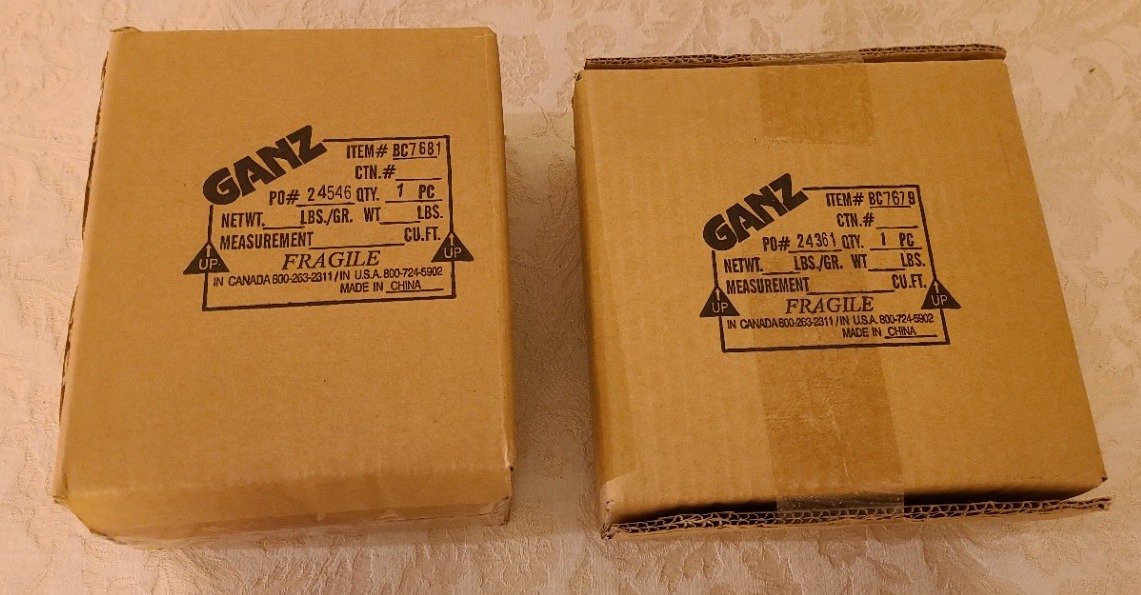 GANZ
ITEM# BC7681
CTN.#
PO# 24546 QTY. 1 PC
NETWT. LBS./GR. WT LBS.
MEASUREMENT CU.FT.
FRAGILE
UP UP
IN CANADA 800-263-2311/IN U.S.A. 800-724-5902
MADE IN CHINA
GANZ
ITEM# BC7679
CTN.#
PO# 24361 QTY. 1 PC
NETWT. LBS./GR. WT LBS.
MEASUREMENT CU.FT.
FRAGILE
UP UP
IN CANADA 800-263-2311/IN U.S.A. 800-724-5902
MADE IN CHINA